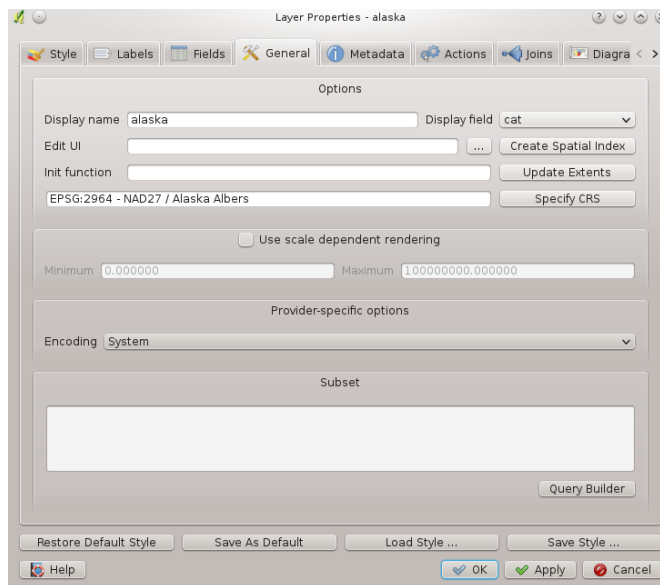 Layer Properties - alaska
Style Labels Fields General Metadata Actions Joins Diagra
Options
Display name alaska Display field cat
Edit UI ... Create Spatial Index
Init function Update Extents
EPSG:2964 - NAD27 / Alaska Albers Specify CRS
Use scale dependent rendering
Minimum 0.000000 Maximum 100000000.000000
Provider-specific options
Encoding System
Subset
Query Builder
Restore Default Style Save As Default Load Style ... Save Style ...
Help OK Apply Cancel